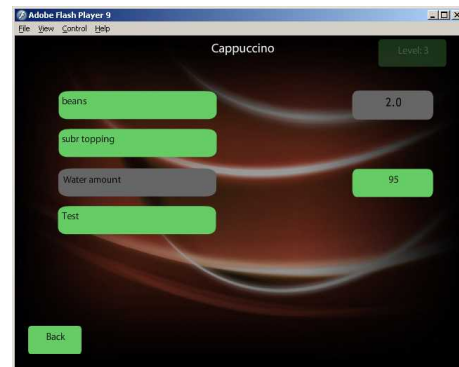 Adobe Flash Player 9
File View Control Help
Cappuccino
Level: 3
beans
2.0
subr topping
Water amount
95
Test
Back